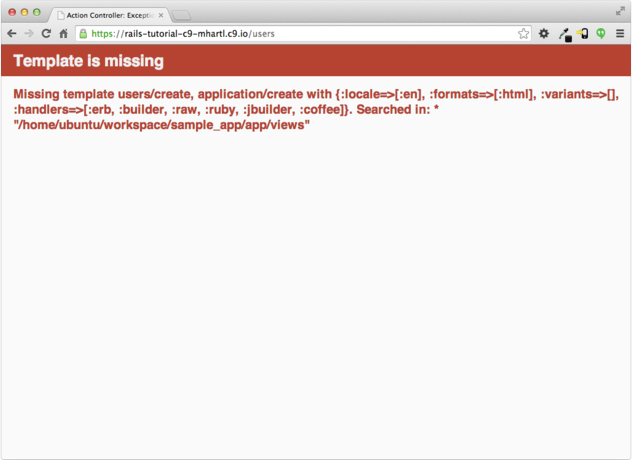 Action Controller: Exceptio
https://rails-tutorial-c9-mhartl.c9.io/users
Template is missing
Missing template users/create, application/create with {:locale=>[:en], :formats=>[:html], :variants=>[],
:handlers=>[:erb, :builder, :raw, :ruby, :jbuilder, :coffee]}. Searched in: *
"/home/ubuntu/workspace/sample_app/app/views"